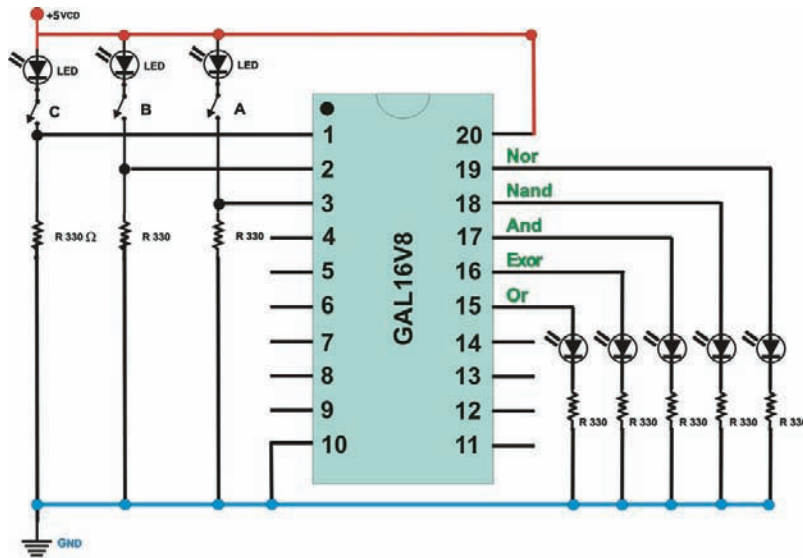 +5VCD
LED
LED
LED
C
B
A
1
2
3
4
5
6
7
8
9
10
GAL16V8
20
19
18
17
16
15
14
13
12
11
Nor
Nand
And
Exor
Or
R 330 Ω
R 330
R 330
R 330
R 330
R 330
R 330
R 330
GND